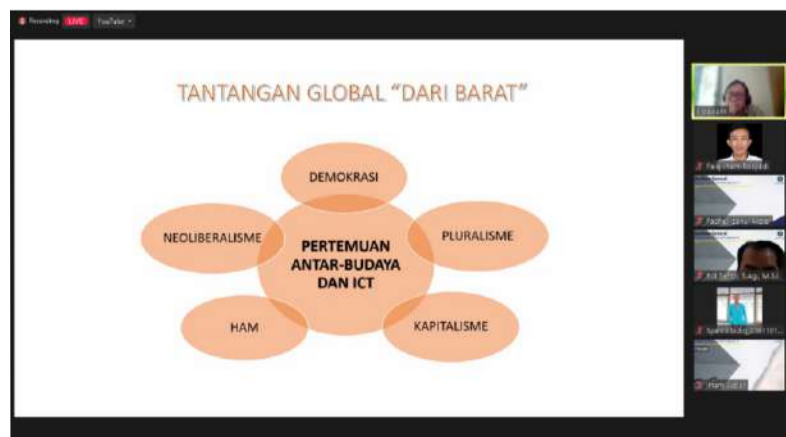 Recording LIVE YouTube
TANTANGAN GLOBAL “DARI BARAT”
DEMOKRASI
NEOLIBERALISME
PLURALISME
PERTEMUAN
ANTAR-BUDAYA
DAN ICT
HAM
KAPITALISME